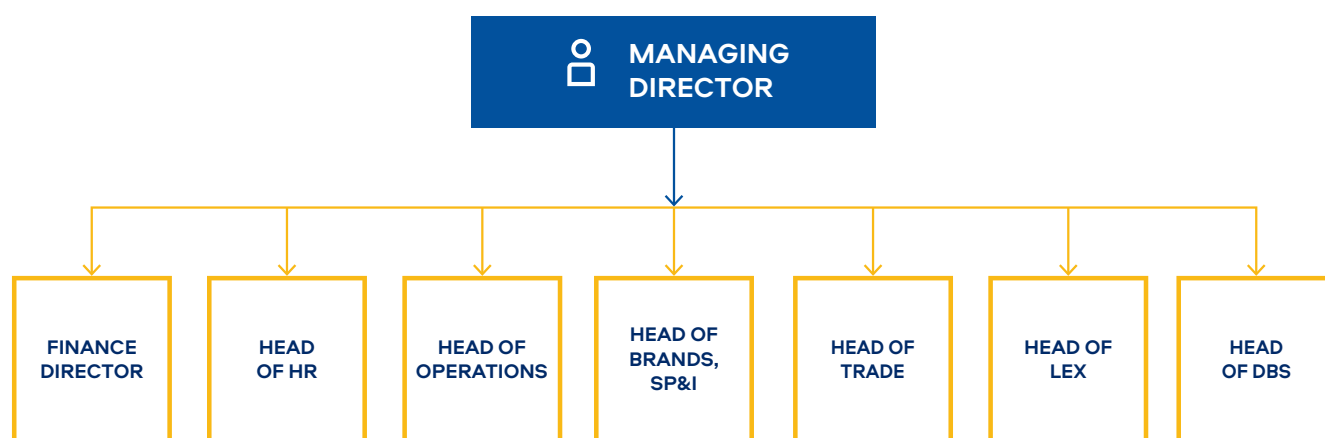 MANAGING
DIRECTOR
FINANCE
DIRECTOR
HEAD
OF HR
HEAD OF
OPERATIONS
HEAD OF
BRANDS,
SP&I
HEAD OF
TRADE
HEAD OF
LEX
HEAD
OF DBS